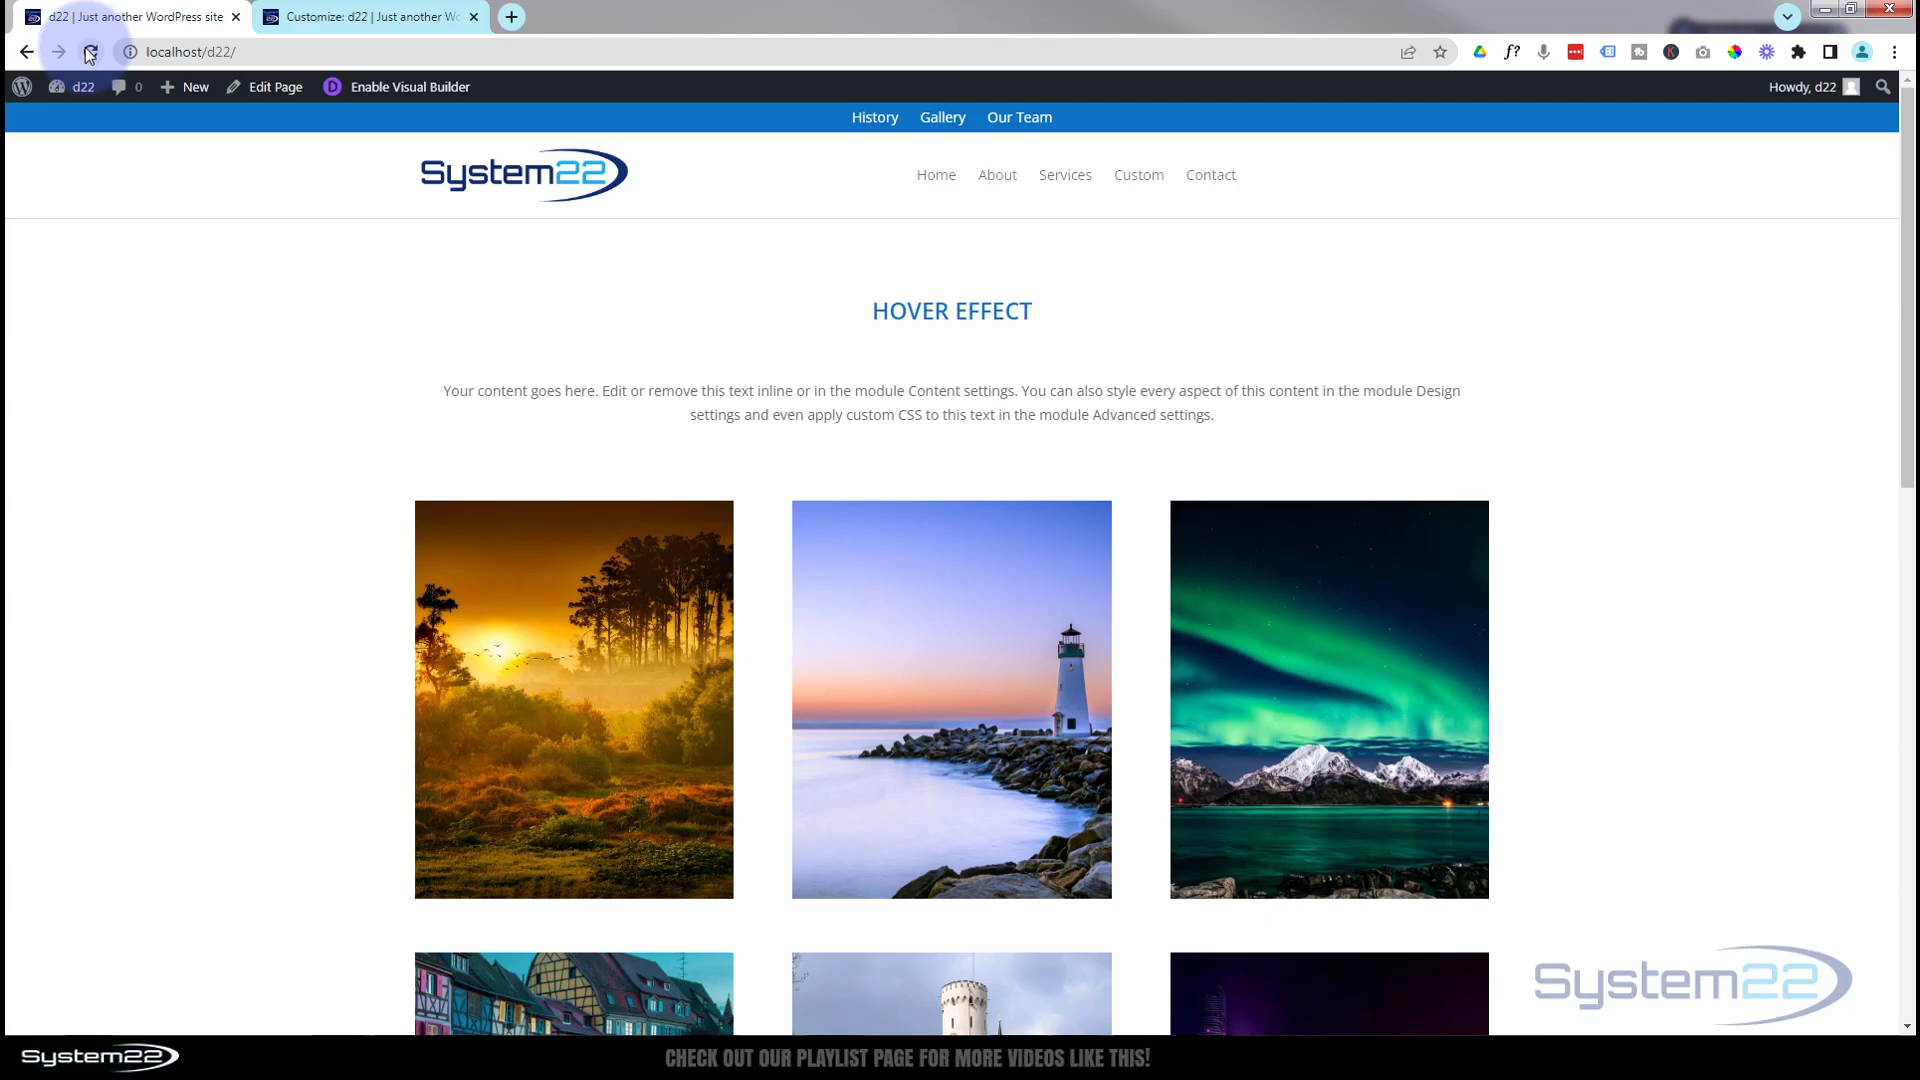 d22 | Just another WordPress site
Customize: d22 | Just another Wo
localhost/d22/
d22
0
New
Edit Page
Enable Visual Builder
Howdy, d22
History Gallery Our Team
System22
Home About Services Custom Contact
HOVER EFFECT
Your content goes here. Edit or remove this text inline or in the module Content settings. You can also style every aspect of this content in the module Design
settings and even apply custom CSS to this text in the module Advanced settings.
System22
System22
CHECK OUT OUR PLAYLIST PAGE FOR MORE VIDEOS LIKE THIS!